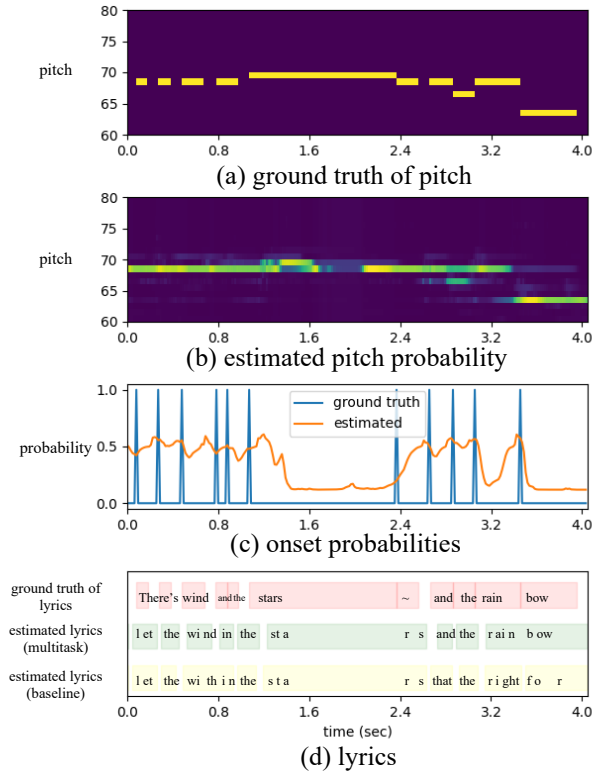 80
75
pitch
70
65
60
0.0 0.8 1.6 2.4 3.2 4.0
(a) ground truth of pitch
80
75
pitch
70
65
60
0.0 0.8 1.6 2.4 3.2 4.0
(b) estimated pitch probability
1.0
ground truth
estimated
probability
0.5
0.0
0.0 0.8 1.6 2.4 3.2 4.0
(c) onset probabilities
ground truth of
lyrics
There's wind and the stars ~ and the rain bow
estimated lyrics
(multitask)
l et the wi nd in the st a r s and the r ai n b ow
estimated lyrics
(baseline)
l et the wi th i n the s t a r s that the r i ght f o r
0.0 0.8 1.6 2.4 3.2 4.0
time (sec)
(d) lyrics